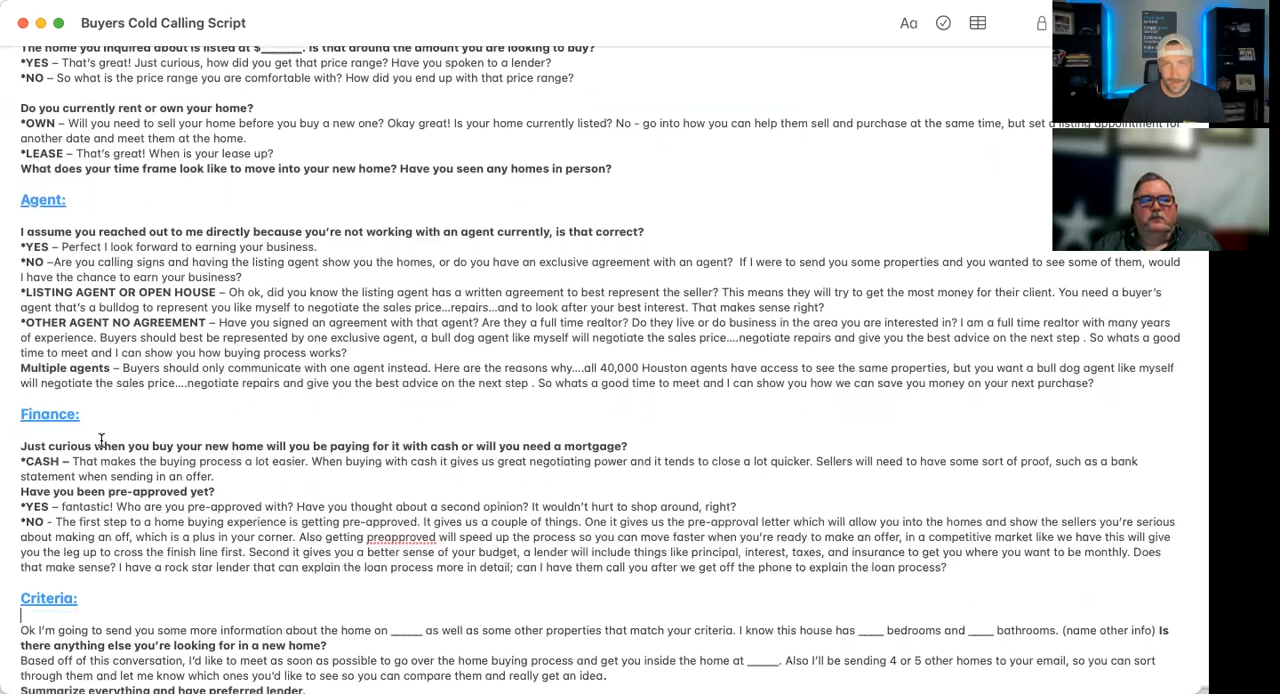 Buyers Cold Calling Script
Aa
The home you inquired about is listed at $_______. Is that around the amount you are looking to buy?
*YES – That's great! Just curious, how did you get that price range? Have you spoken to a lender?
*NO – So what is the price range you are comfortable with? How did you end up with that price range?
Do you currently rent or own your home?
*OWN – Will you need to sell your home before you buy a new one? Okay great! Is your home currently listed? No - go into how you can help them sell and purchase at the same time, but set a listing appointment for
another date and meet them at the home.
*LEASE – That's great! When is your lease up?
What does your time frame look like to move into your new home? Have you seen any homes in person?
Agent:
I assume you reached out to me directly because you're not working with an agent currently, is that correct?
*YES – Perfect I look forward to earning your business.
*NO –Are you calling signs and having the listing agent show you the homes, or do you have an exclusive agreement with an agent?  If I were to send you some properties and you wanted to see some of them, would
I have the chance to earn your business?
*LISTING AGENT OR OPEN HOUSE – Oh ok, did you know the listing agent has a written agreement to best represent the seller? This means they will try to get the most money for their client. You need a buyer's
agent that's a bulldog to represent you like myself to negotiate the sales price...repairs...and to look after your best interest. That makes sense right?
*OTHER AGENT NO AGREEMENT – Have you signed an agreement with that agent? Are they a full time realtor? Do they live or do business in the area you are interested in? I am a full time realtor with many years
of experience. Buyers should best be represented by one exclusive agent, a bull dog agent like myself will negotiate the sales price....negotiate repairs and give you the best advice on the next step . So whats a good
time to meet and I can show you how buying process works?
Multiple agents – Buyers should only communicate with one agent instead. Here are the reasons why....all 40,000 Houston agents have access to see the same properties, but you want a bull dog agent like myself
will negotiate the sales price....negotiate repairs and give you the best advice on the next step . So whats a good time to meet and I can show you how we can save you money on your next purchase?
Finance:
Just curious when you buy your new home will you be paying for it with cash or will you need a mortgage?
*CASH – That makes the buying process a lot easier. When buying with cash it gives us great negotiating power and it tends to close a lot quicker. Sellers will need to have some sort of proof, such as a bank
statement when sending in an offer.
Have you been pre-approved yet?
*YES – fantastic! Who are you pre-approved with? Have you thought about a second opinion? It wouldn't hurt to shop around, right?
*NO - The first step to a home buying experience is getting pre-approved. It gives us a couple of things. One it gives us the pre-approval letter which will allow you into the homes and show the sellers you're serious
about making an off, which is a plus in your corner. Also getting preapproved will speed up the process so you can move faster when you're ready to make an offer, in a competitive market like we have this will give
you the leg up to cross the finish line first. Second it gives you a better sense of your budget, a lender will include things like principal, interest, taxes, and insurance to get you where you want to be monthly. Does
that make sense? I have a rock star lender that can explain the loan process more in detail; can I have them call you after we get off the phone to explain the loan process?
Criteria:
Ok I'm going to send you some more information about the home on _____ as well as some other properties that match your criteria. I know this house has ____ bedrooms and ____ bathrooms. (name other info) Is
there anything else you're looking for in a new home?
Based off of this conversation, I'd like to meet as soon as possible to go over the home buying process and get you inside the home at _____. Also I'll be sending 4 or 5 other homes to your email, so you can sort
through them and let me know which ones you'd like to see so you can compare them and really get an idea.
Summarize everything and have preferred lender.